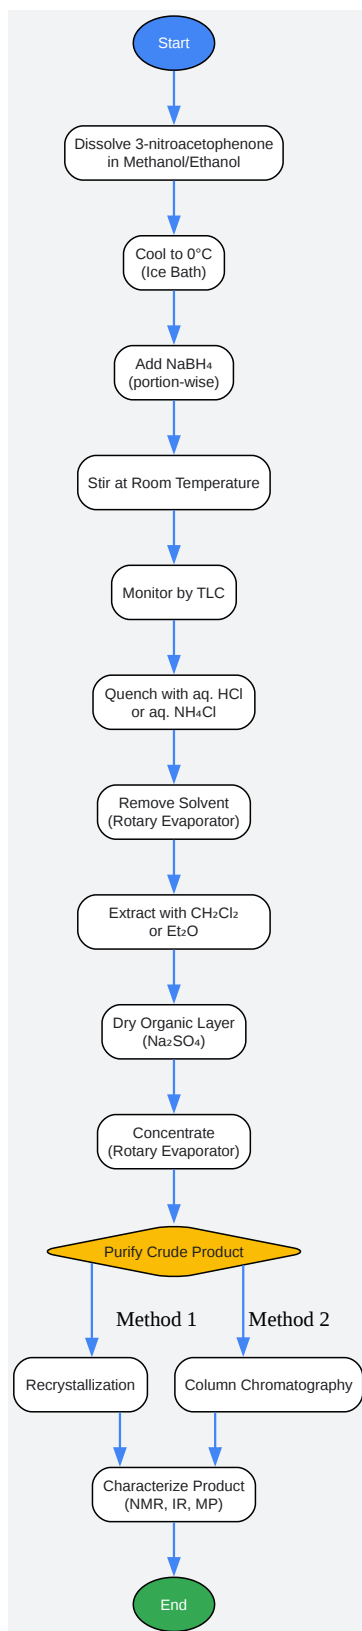 Start
Dissolve 3-nitroacetophenone
in Methanol/Ethanol
Cool to 0°C
(Ice Bath)
Add NaBH₄
(portion-wise)
Stir at Room Temperature
Monitor by TLC
Quench with aq. HCl
or aq. NH₄Cl
Remove Solvent
(Rotary Evaporator)
Extract with CH₂Cl₂
or Et₂O
Dry Organic Layer
(Na₂SO₄)
Concentrate
(Rotary Evaporator)
Purify Crude Product
Method 1
Method 2
Recrystallization
Column Chromatography
Characterize Product
(NMR, IR, MP)
End